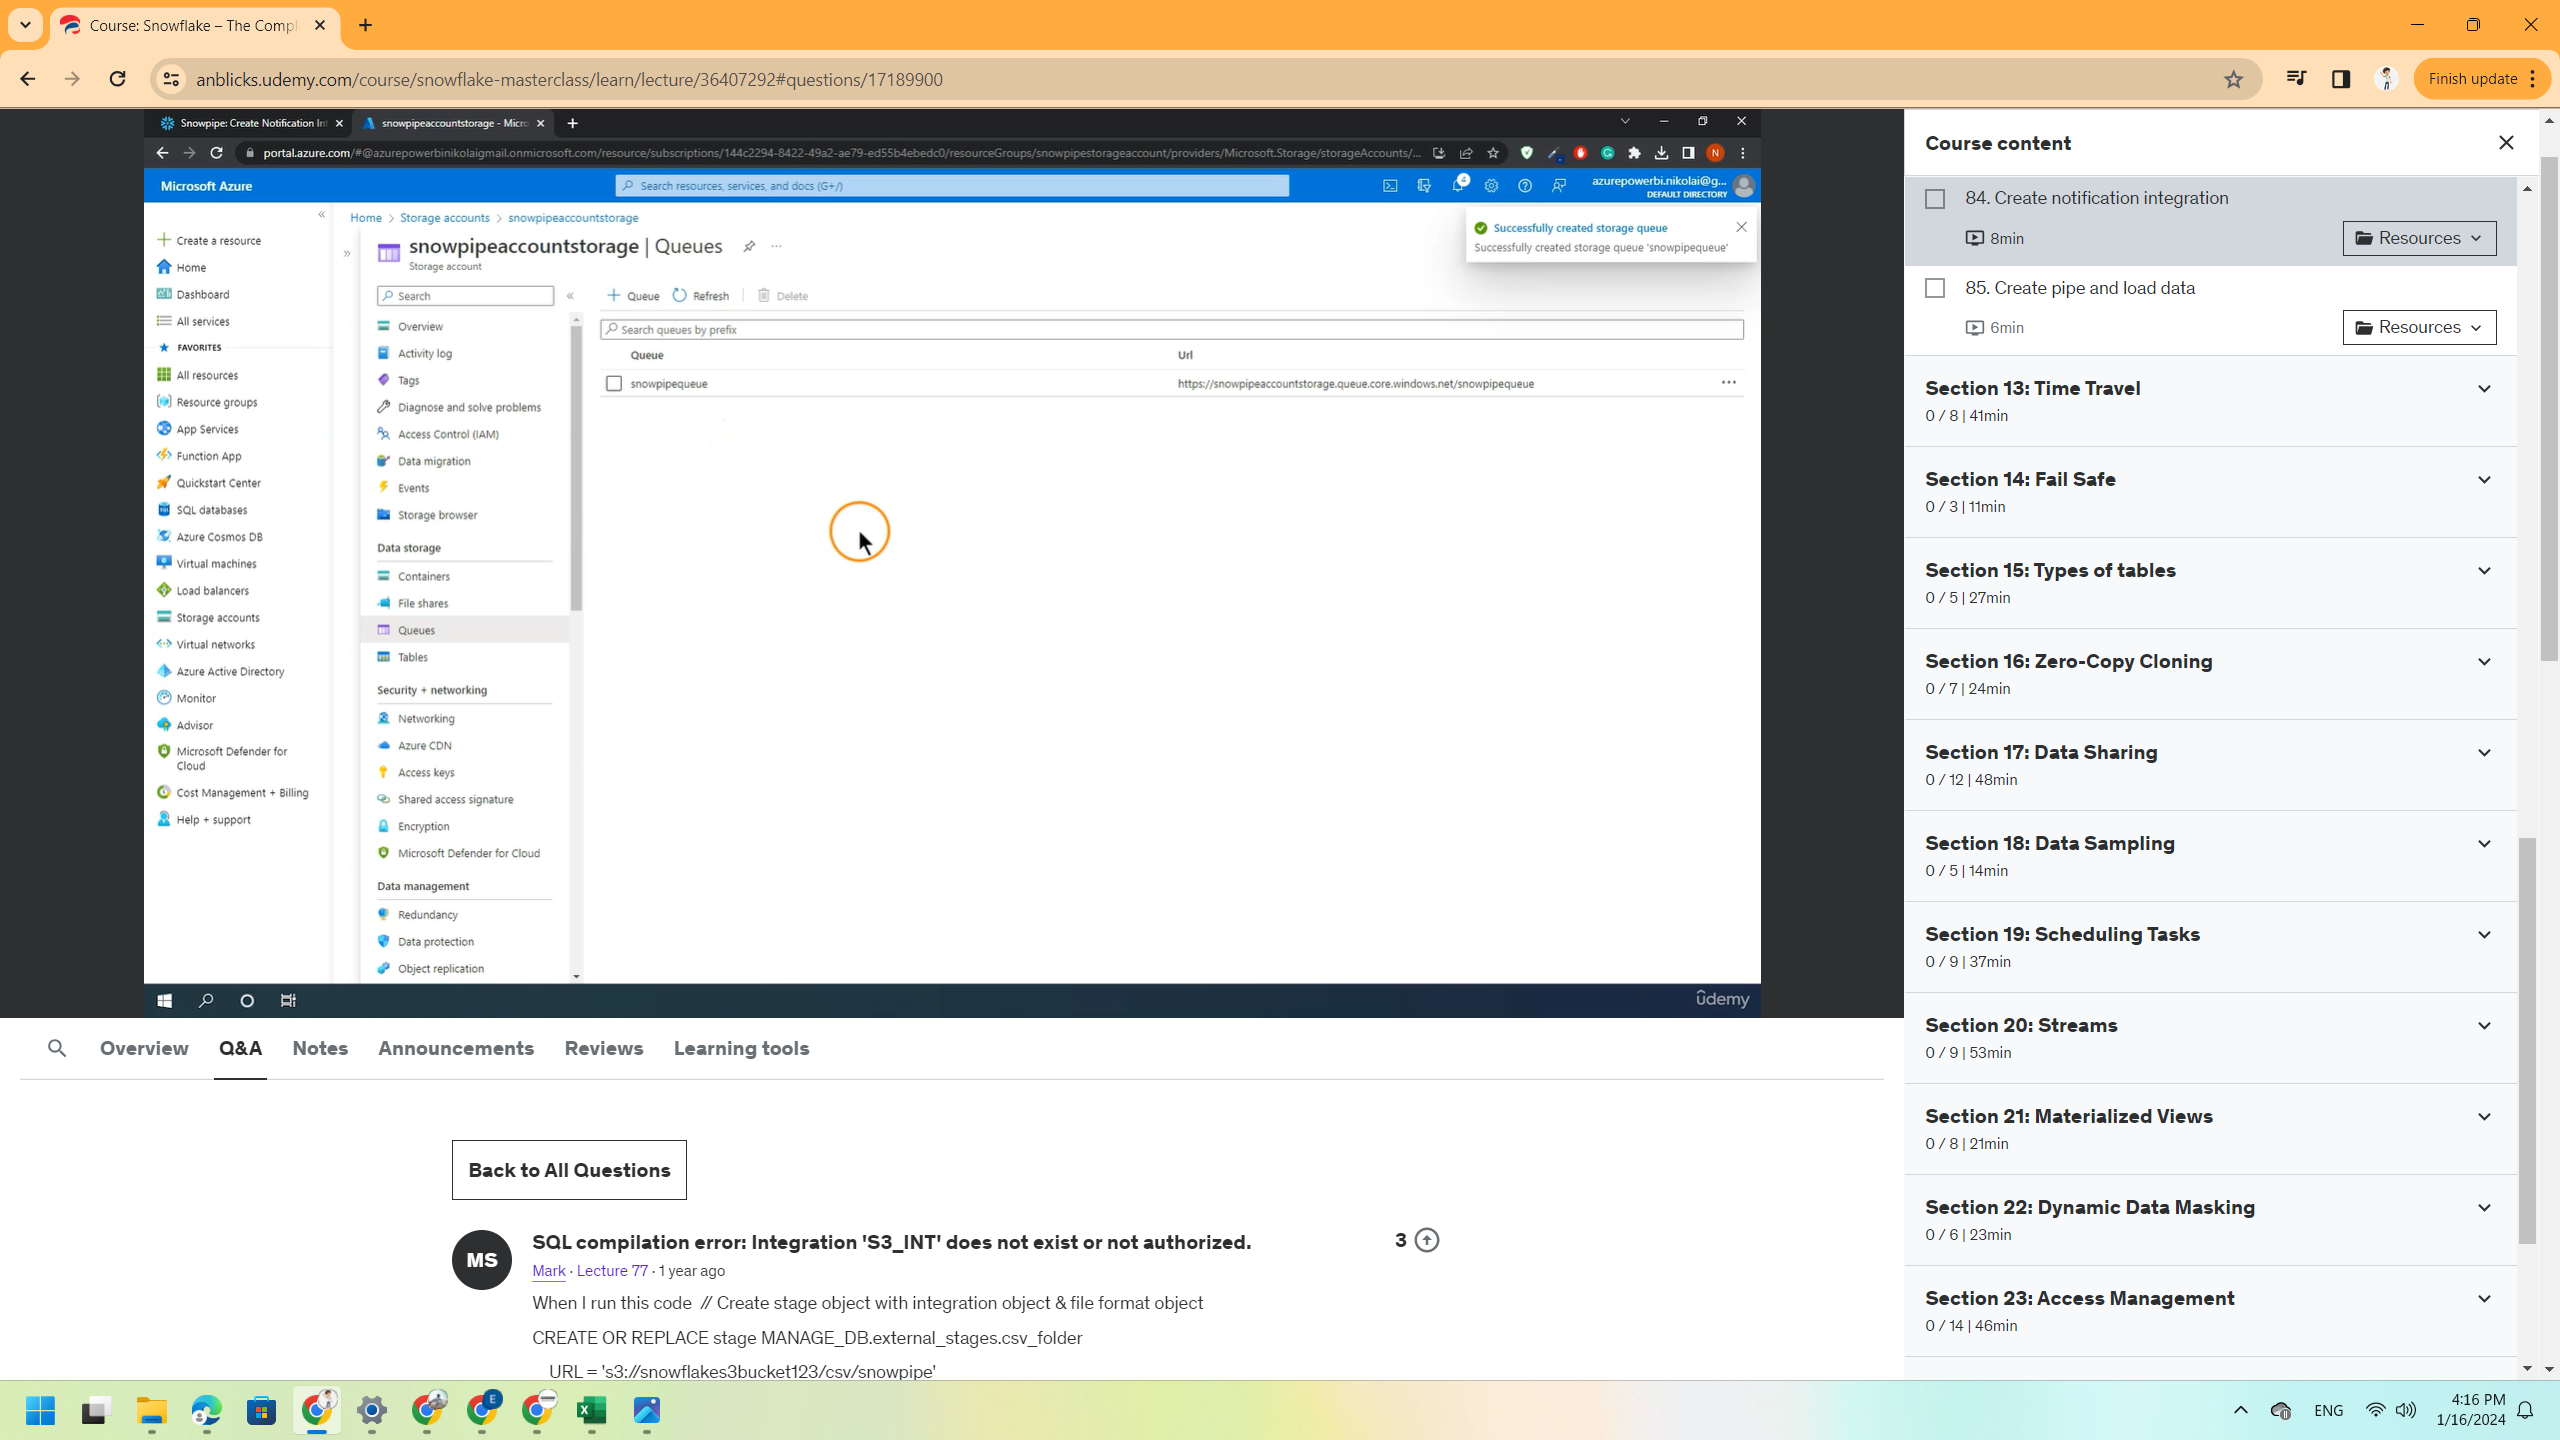 Course: Snowflake – The Compl
anblicks.udemy.com/course/snowflake-masterclass/learn/lecture/36407292#questions/17189900
Finish update
Snowpipe: Create Notification Int
snowpipeaccountstorage - Micro
portal.azure.com/#@azurepowerbinikolaigmail.onmicrosoft.com/resource/subscriptions/144c2294-8422-49a2-ae79-ed55b4ebedc0/resourceGroups/snowpipestorageaccount/providers/Microsoft.Storage/storageAccounts/...
N
Microsoft Azure
Search resources, services, and docs (G+/)
4
azurepowerbi.nikolai@g...
DEFAULT DIRECTORY
Create a resource
Home
Dashboard
All services
FAVORITES
All resources
Resource groups
App Services
Function App
Quickstart Center
SQL databases
Azure Cosmos DB
Virtual machines
Load balancers
Storage accounts
Virtual networks
Azure Active Directory
Monitor
Advisor
Microsoft Defender for
Cloud
Cost Management + Billing
Help + support
Home > Storage accounts > snowpipeaccountstorage
snowpipeaccountstorage | Queues
Storage account
Search
Overview
Activity log
Tags
Diagnose and solve problems
Access Control (IAM)
Data migration
Events
Storage browser
Data storage
Containers
File shares
Queues
Tables
Security + networking
Networking
Azure CDN
Access keys
Shared access signature
Encryption
Microsoft Defender for Cloud
Data management
Redundancy
Data protection
Object replication
Queue
Refresh
Delete
Search queues by prefix
Queue Url
snowpipequeue https://snowpipeaccountstorage.queue.core.windows.net/snowpipequeue
Successfully created storage queue
Successfully created storage queue 'snowpipequeue'
ûdemy
Overview
Q&A
Notes
Announcements
Reviews
Learning tools
Back to All Questions
MS
SQL compilation error: Integration 'S3_INT' does not exist or not authorized.
3
Mark · Lecture 77 · 1 year ago
When I run this code // Create stage object with integration object & file format object
CREATE OR REPLACE stage MANAGE_DB.external_stages.csv_folder
URL = 's3://snowflakes3bucket123/csv/snowpipe'
Course content
84. Create notification integration
8min
Resources
85. Create pipe and load data
6min
Resources
Section 13: Time Travel
0 / 8 | 41min
Section 14: Fail Safe
0 / 3 | 11min
Section 15: Types of tables
0 / 5 | 27min
Section 16: Zero-Copy Cloning
0 / 7 | 24min
Section 17: Data Sharing
0 / 12 | 48min
Section 18: Data Sampling
0 / 5 | 14min
Section 19: Scheduling Tasks
0 / 9 | 37min
Section 20: Streams
0 / 9 | 53min
Section 21: Materialized Views
0 / 8 | 21min
Section 22: Dynamic Data Masking
0 / 6 | 23min
Section 23: Access Management
0 / 14 | 46min
E
ENG
4:16 PM
1/16/2024